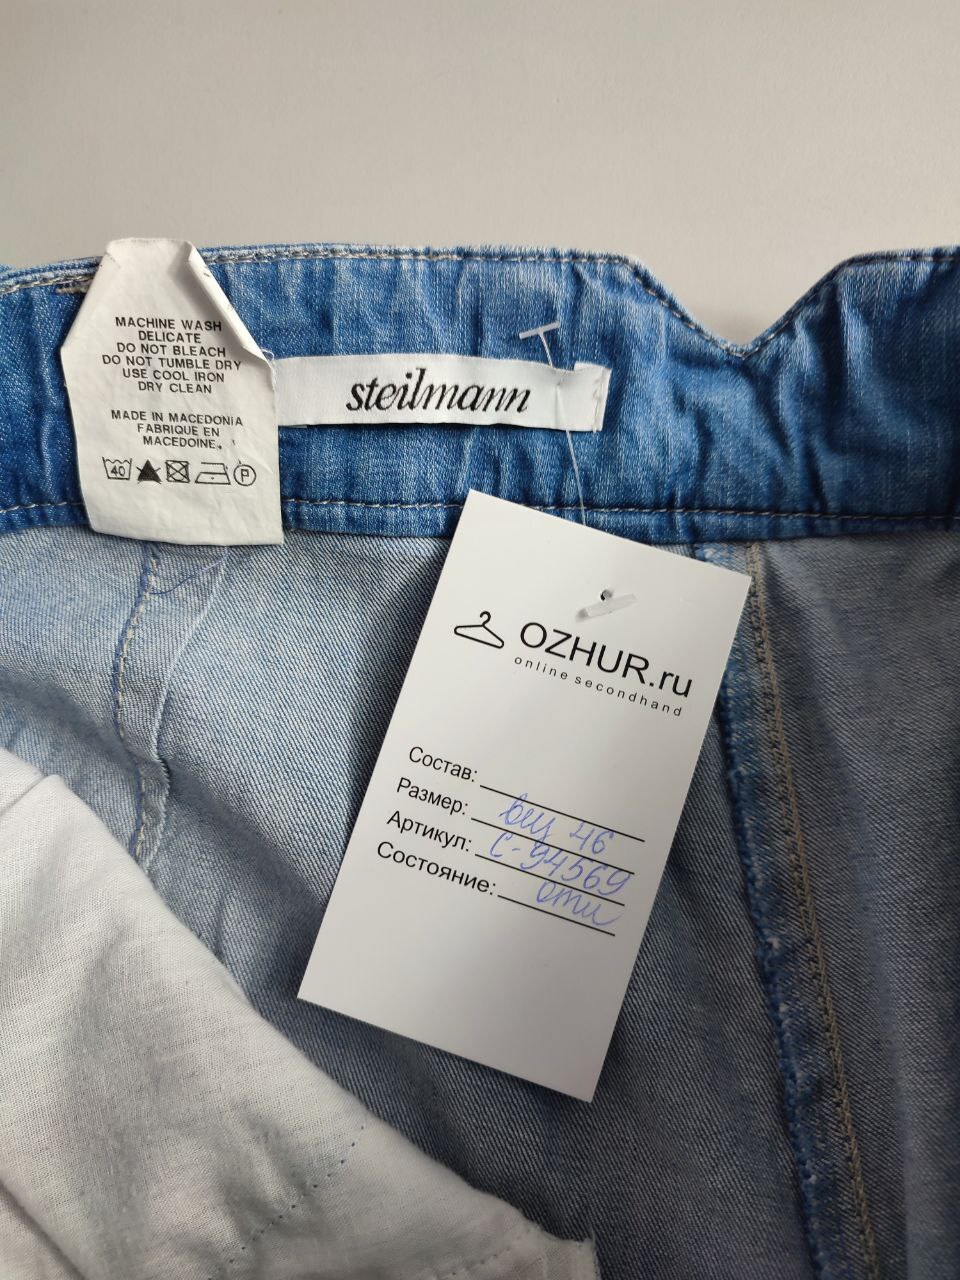 MACHINE WASH
DELICATE
DO NOT BLEACH
DO NOT TUMBLE DRY
USE COOL IRON
DRY CLEAN
MADE IN MACEDONIA
FABRIQUE EN
MACEDOINE.
40 P
steilmann
OZHUR.ru
online secondhand
Состав:
Размер: 46
Артикул: С-94569
Состояние: отл